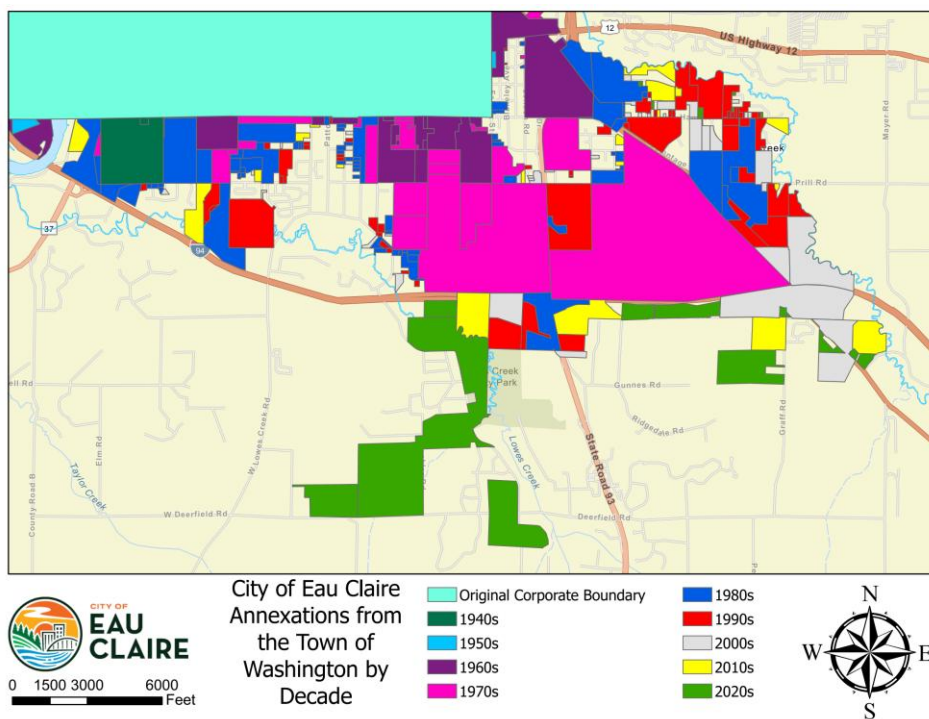 12
US Highway 12
Mayer Rd
Prill Rd
37
94
Creek
Gunnes Rd
Ridgedale Rd
Graff Rd
W Lowes Creek Rd
Elm Rd
County Road B
Taylor Creek
Lowes Creek
State Road 93
W Deerfield Rd
Deerfield Rd
CITY OF
EAU
CLAIRE
0 1500 3000 6000
Feet
City of Eau Claire
Annexations from
the Town of
Washington by
Decade
Original Corporate Boundary
1940s
1950s
1960s
1970s
1980s
1990s
2000s
2010s
2020s
N
W E
S